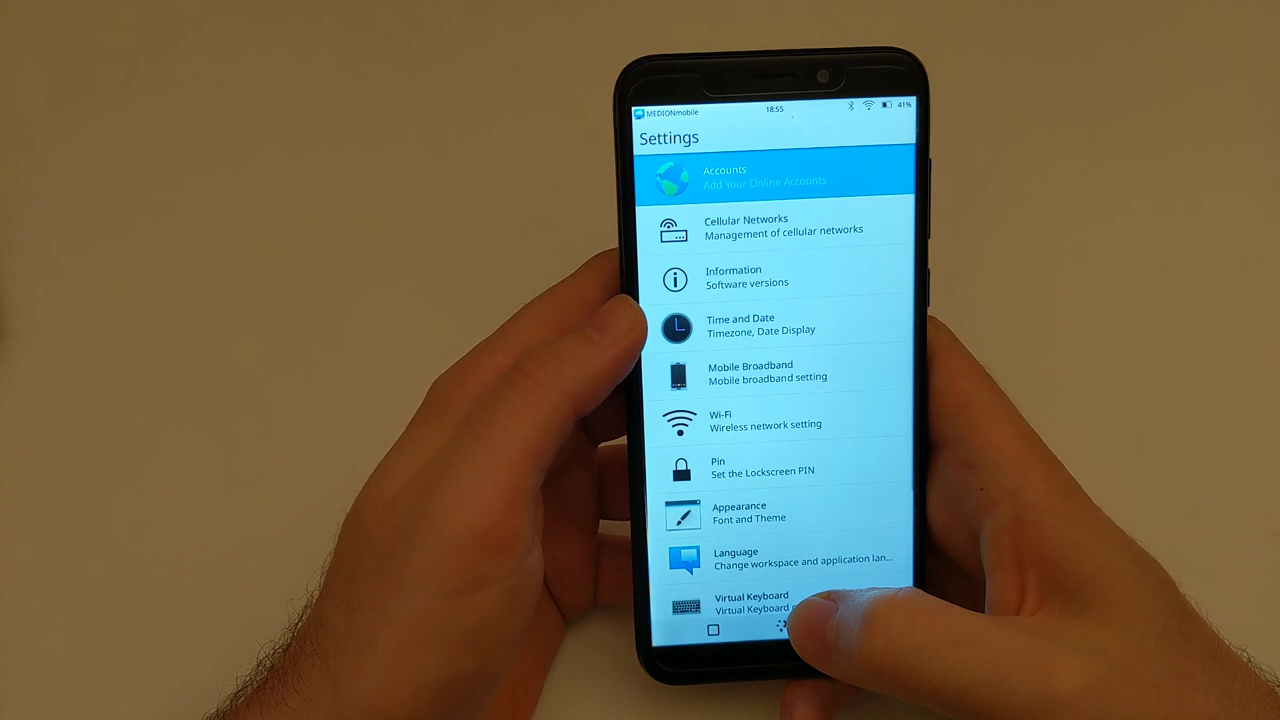 MEDIONmobile 18:55 41%
Settings
Accounts
Add Your Online Accounts
Cellular Networks
Management of cellular networks
Information
Software versions
Time and Date
Timezone, Date Display
Mobile Broadband
Mobile broadband setting
Wi-Fi
Wireless network setting
Pin
Set the Lockscreen PIN
Appearance
Font and Theme
Language
Change workspace and application lan...
Virtual Keyboard
Virtual Keyboard